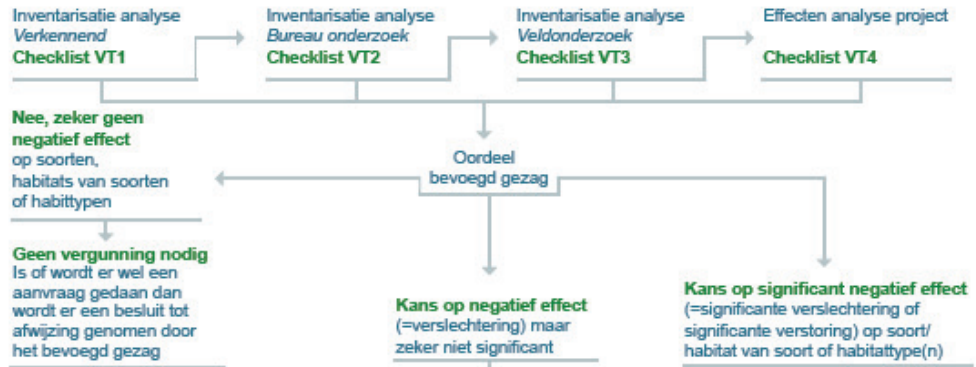 Inventarisatie analyse
Verkennend
Checklist VT1
Inventarisatie analyse
Bureau onderzoek
Checklist VT2
Inventarisatie analyse
Veldonderzoek
Checklist VT3
Effecten analyse project
Checklist VT4
Nee, zeker geen
negatief effect
op soorten,
habitats van soorten
of habittypen
Oordeel
bevoegd gezag
Geen vergunning nodig
Is of wordt er wel een
aanvraag gedaan dan
wordt er een besluit tot
afwijzing genomen door
het bevoegd gezag
Kans op negatief effect
(=verslechtering) maar
zeker niet significant
Kans op significant negatief effect
(=significante verslechtering of
significante verstoring) op soort/
habitat van soort of habitattype(n)